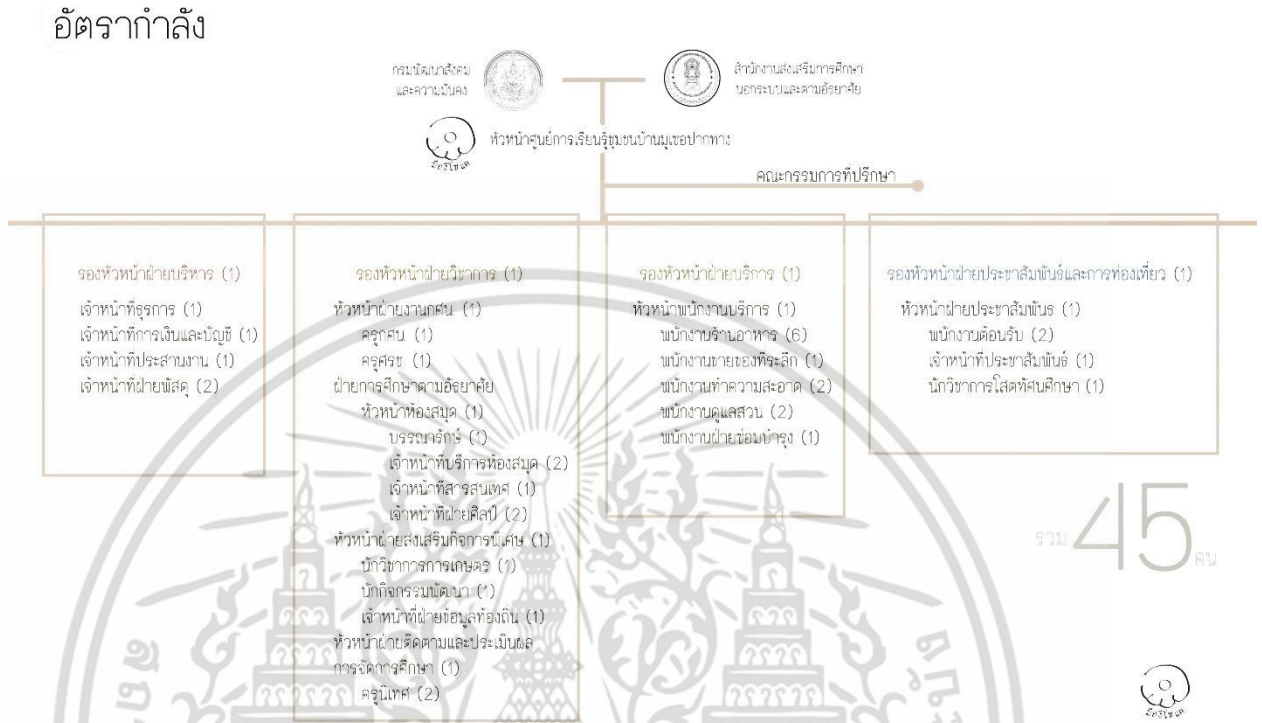 อัตรากำลัง
กรมพัฒนาสังคม
และความมั่นคง
สำนักงานส่งเสริมการศึกษา
นอกระบบและตามอัธยาศัย
หัวหน้าศูนย์การเรียนรู้ชุมชนบ้านมูเซอปากทาง
คณะกรรมการที่ปรึกษา
รองหัวหน้าฝ่ายบริหาร (1)
เจ้าหน้าที่ธุรการ (1)
เจ้าหน้าที่การเงินและบัญชี (1)
เจ้าหน้าที่ประสานงาน (1)
เจ้าหน้าที่ฝ่ายพัสดุ (2)
รองหัวหน้าฝ่ายวิชาการ (1)
หัวหน้าฝ่ายงานกศน (1)
ครูกศน (1)
ครูศรช (1)
ฝ่ายการศึกษาตามอัธยาศัย
หัวหน้าห้องสมุด (1)
บรรณารักษ์ (1)
เจ้าหน้าที่บริการห้องสมุด (2)
เจ้าหน้าที่สารสนเทศ (1)
เจ้าหน้าที่ฝ่ายศิลป์ (2)
หัวหน้าฝ่ายส่งเสริมกิจการพิเศษ (1)
นักวิชาการการเกษตร (1)
นักกิจกรรมพัฒนา (1)
เจ้าหน้าที่ฝ่ายข้อมูลท้องถิ่น (1)
หัวหน้าฝ่ายติดตามและประเมินผล
การจัดการศึกษา (1)
ครูนิเทศ (2)
รองหัวหน้าฝ่ายบริการ (1)
หัวหน้าพนักงานบริการ (1)
พนักงานร้านอาหาร (6)
พนักงานขายของที่ระลึก (1)
พนักงานทำความสะอาด (2)
พนักงานดูแลสวน (2)
พนักงานฝ่ายซ่อมบำรุง (1)
รองหัวหน้าฝ่ายประชาสัมพันธ์และการท่องเที่ยว (1)
หัวหน้าฝ่ายประชาสัมพันธ์ (1)
พนักงานต้อนรับ (2)
เจ้าหน้าที่ประชาสัมพันธ์ (1)
นักวิชาการโสตทัศนศึกษา (1)
รวม 45 คน